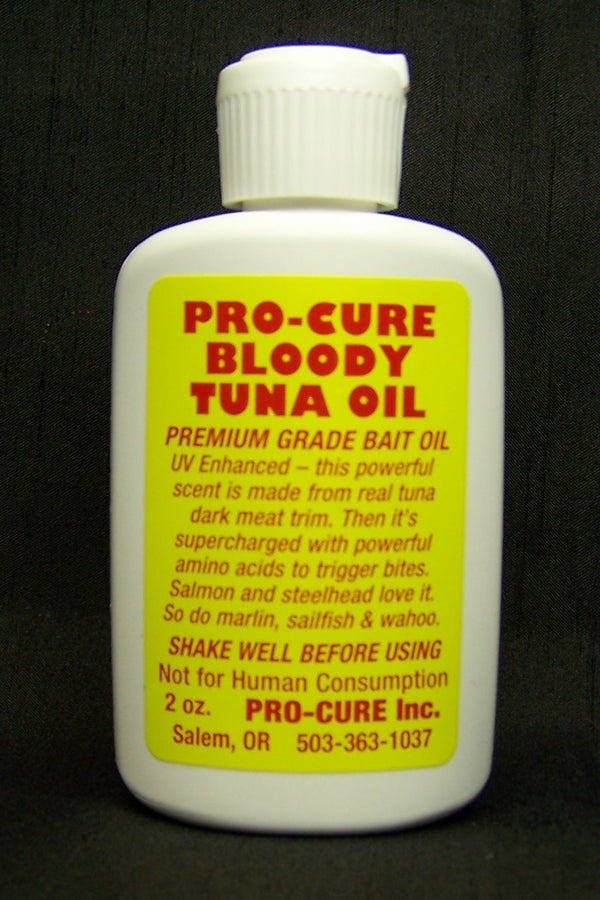 PRO-CURE
BLOODY
TUNA OIL
PREMIUM GRADE BAIT OIL
UV Enhanced – this powerful
scent is made from real tuna
dark meat trim. Then it's
supercharged with powerful
amino acids to trigger bites.
Salmon and steelhead love it.
So do marlin, sailfish & wahoo.
SHAKE WELL BEFORE USING
Not for Human Consumption
2 oz. PRO-CURE Inc.
Salem, OR 503-363-1037